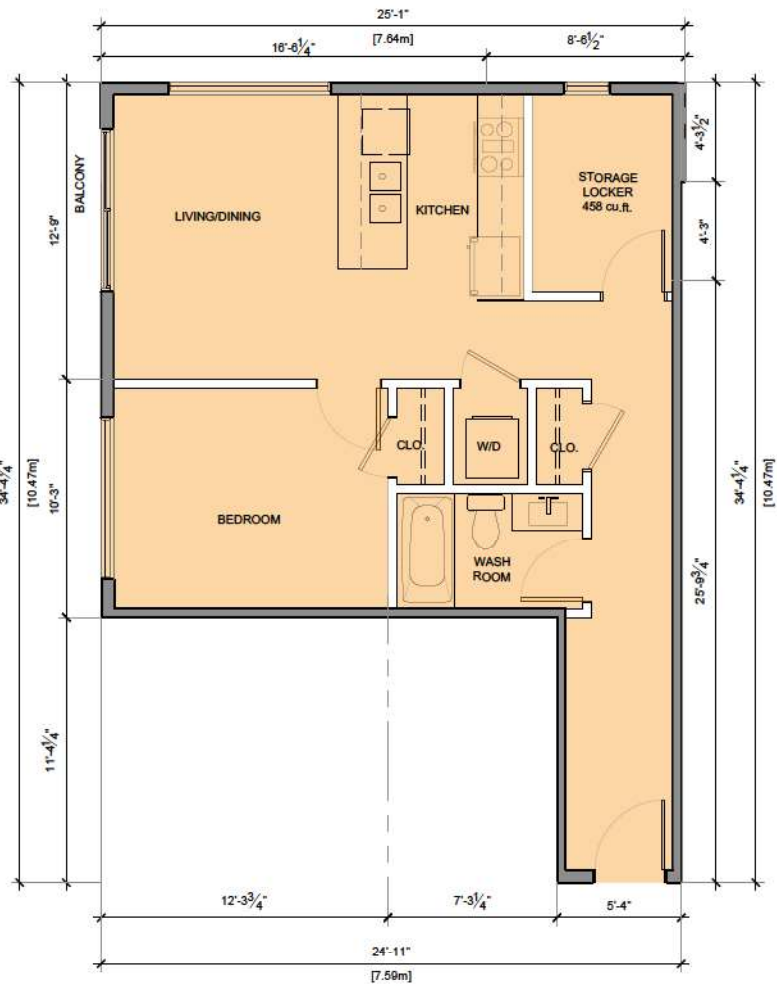 25'-1"
[7.64m]
16'-6¼"
8'-6½"
BALCONY
12'-9"
LIVING/DINING
KITCHEN
STORAGE
LOCKER
458 cu.ft.
4'-3½"
4'-3"
34'-4¼"
[10.47m]
10'-3"
CLO.
W/D
CLO.
BEDROOM
WASH
ROOM
34'-4¼"
[10.47m]
25'-9¾"
11'-4¼"
12'-3¾"
7'-3¼"
5'-4"
24'-11"
[7.59m]